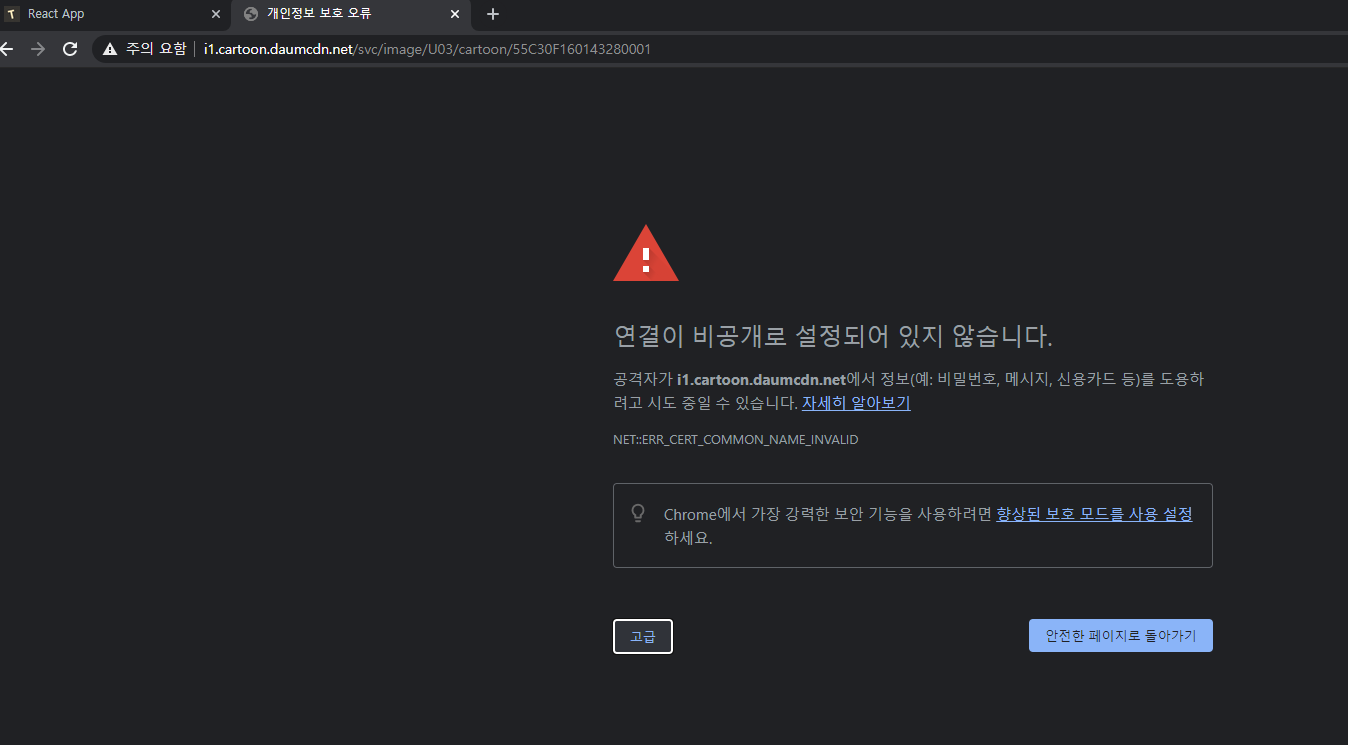 T React App
개인정보 보호 오류
주의 요함 i1.cartoon.daumcdn.net/svc/image/U03/cartoon/55C30F160143280001
연결이 비공개로 설정되어 있지 않습니다.
공격자가 i1.cartoon.daumcdn.net에서 정보(예: 비밀번호, 메시지, 신용카드 등)를 도용하
려고 시도 중일 수 있습니다. 자세히 알아보기
NET::ERR_CERT_COMMON_NAME_INVALID
Chrome에서 가장 강력한 보안 기능을 사용하려면 향상된 보호 모드를 사용 설정
하세요.
고급
안전한 페이지로 돌아가기